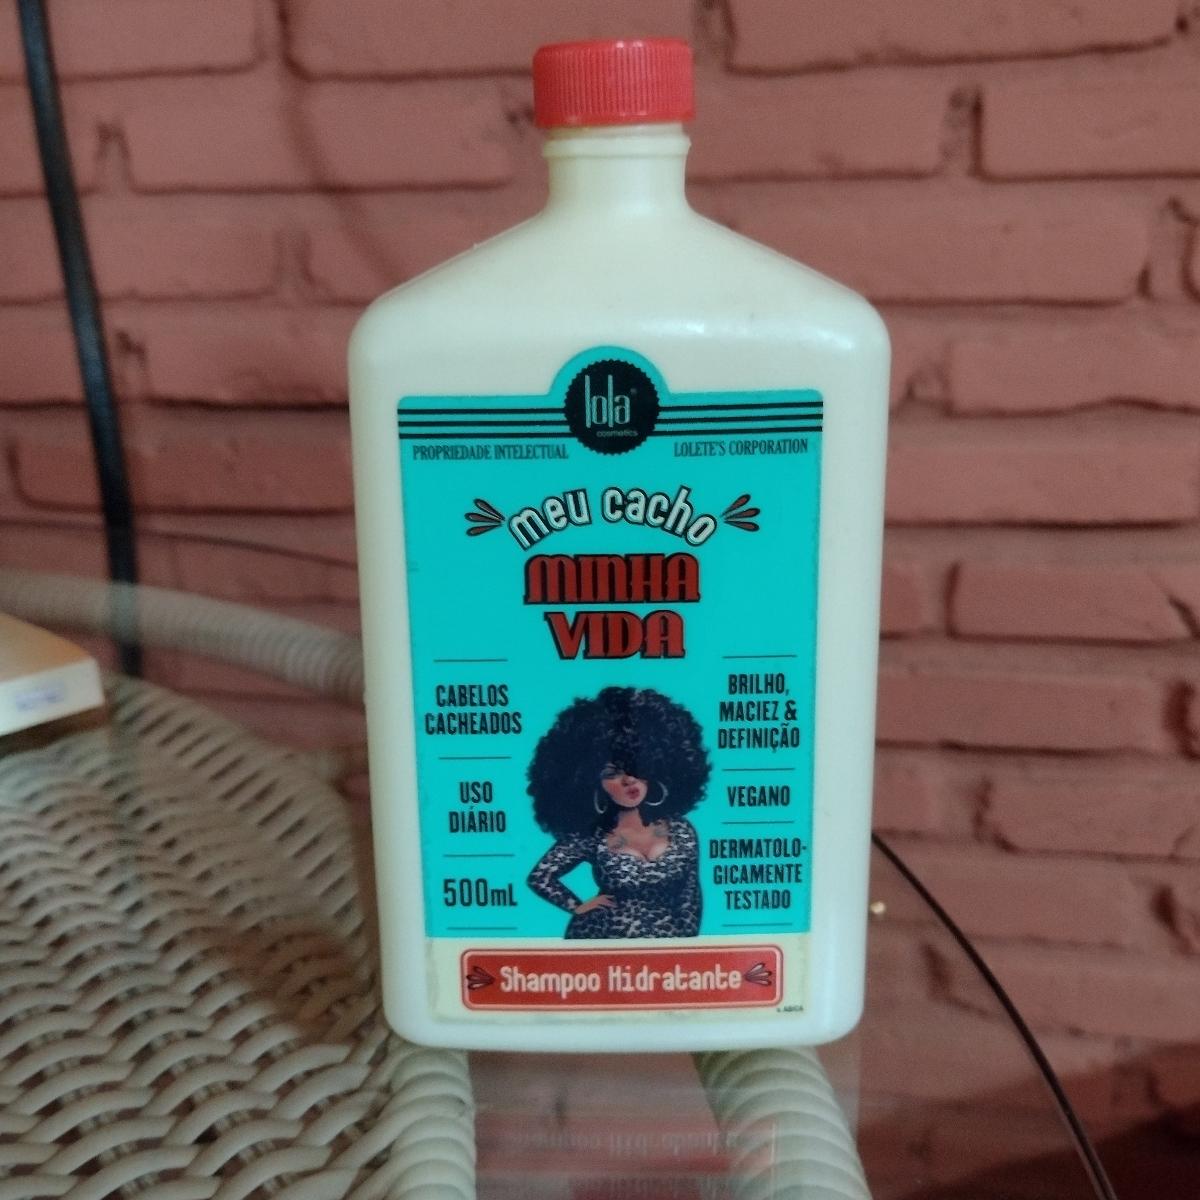 lola
cosmetics
PROPRIEDADE INTELECTUAL
LOLETE'S CORPORATION
meu cacho
MINHA
VIDA
CABELOS
CACHEADOS
USO
DIÁRIO
500mL
BRILHO,
MACIEZ &
DEFINIÇÃO
VEGANO
DERMATOLO-
GICAMENTE
TESTADO
Shampoo Hidratante